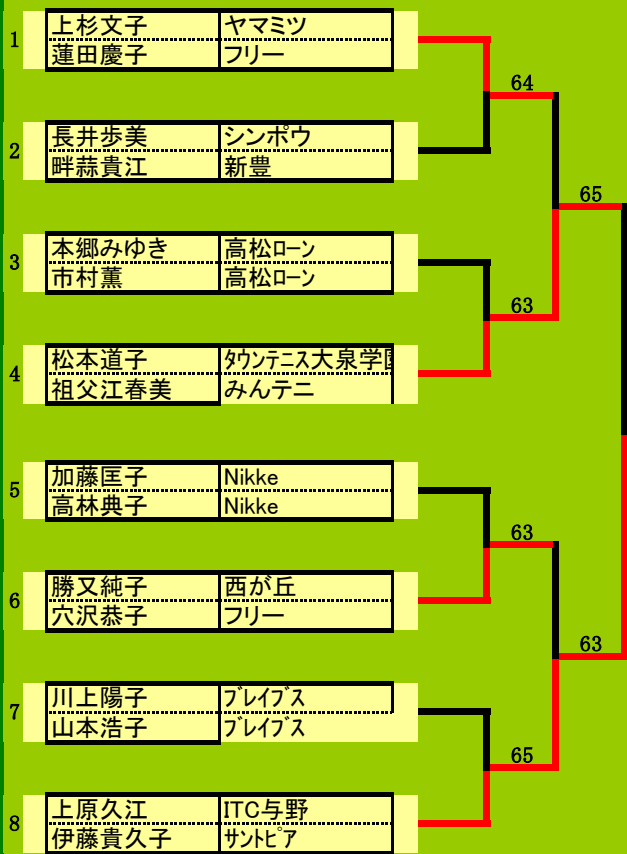 1 上杉文子 ヤマミツ
蓮田慶子 フリー
64
2 長井歩美 シンポウ
畔蒜貴江 新豊
65
3 本郷みゆき 高松ローン
市村薫 高松ローン
63
4 松本道子 タウンテニス大泉学園
祖父江春美 みんテニ
5 加藤匡子 Nikke
高林典子 Nikke
63
6 勝又純子 西が丘
穴沢恭子 フリー
63
7 川上陽子 ブレイブス
山本浩子 ブレイブス
65
8 上原久江 ITC与野
伊藤貴久子 サントピア